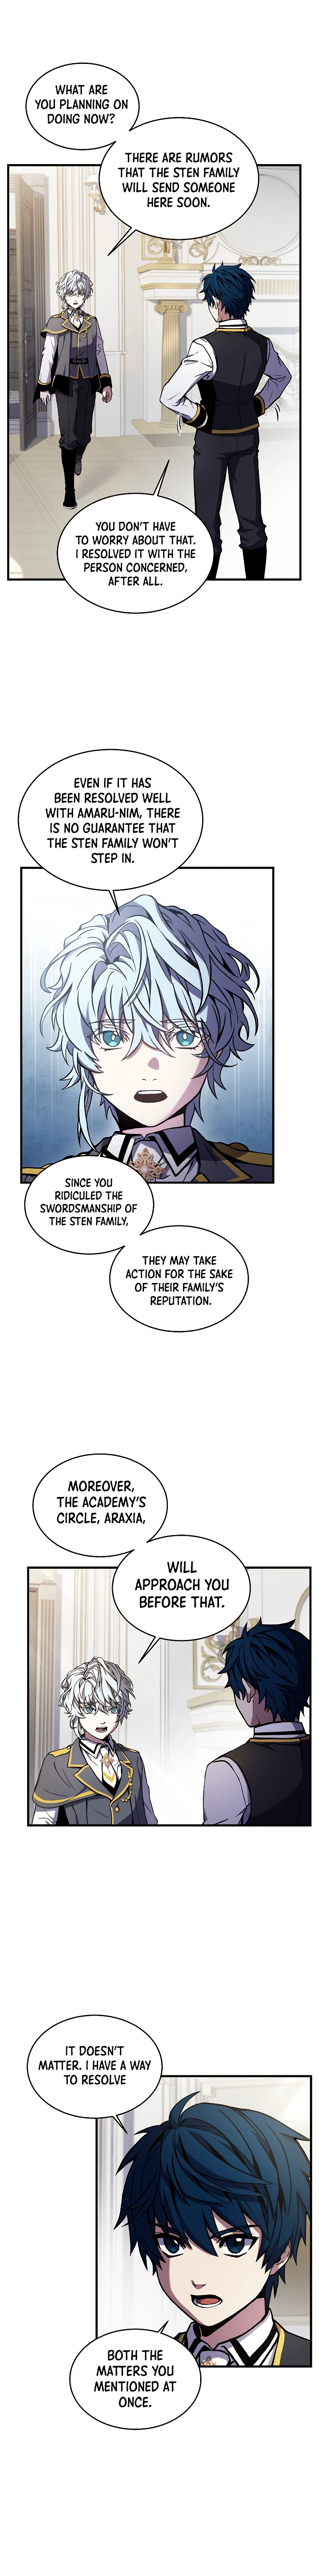 WHAT ARE
YOU PLANNING ON
DOING NOW?
THERE ARE RUMORS
THAT THE STEN FAMILY
WILL SEND SOMEONE
HERE SOON.
YOU DON'T HAVE
TO WORRY ABOUT THAT.
I RESOLVED IT WITH THE
PERSON CONCERNED,
AFTER ALL.
EVEN IF IT HAS
BEEN RESOLVED WELL
WITH AMARU-NIM, THERE
IS NO GUARANTEE THAT
THE STEN FAMILY WON'T
STEP IN.
SINCE YOU
RIDICULED THE
SWORDSMANSHIP OF
THE STEN FAMILY,
THEY MAY TAKE
ACTION FOR THE SAKE
OF THEIR FAMILY'S
REPUTATION.
MOREOVER,
THE ACADEMY'S
CIRCLE, ARAXIA,
WILL
APPROACH YOU
BEFORE THAT.
IT DOESN'T
MATTER. I HAVE A WAY
TO RESOLVE
BOTH THE
MATTERS YOU
MENTIONED AT
ONCE.